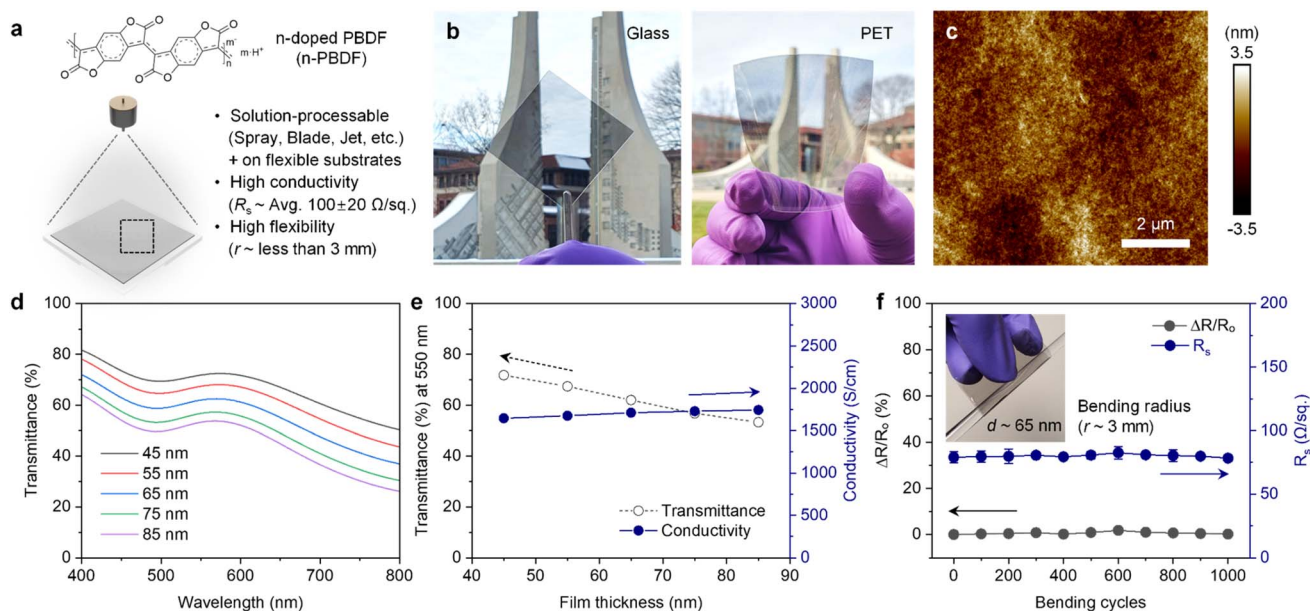 a
O
O
O
O
O
O
O
O
m-
n
m·H+
n-doped PBDF
(n-PBDF)
• Solution-processable
(Spray, Blade, Jet, etc.)
+ on flexible substrates
• High conductivity
(Rs ~ Avg. 100±20 Ω/sq.)
• High flexibility
(r ~ less than 3 mm)
b
Glass
PET
c
2 µm
(nm)
3.5
-3.5
d
Transmittance (%)
100
80
60
40
20
0
45 nm
55 nm
65 nm
75 nm
85 nm
400
500
600
700
800
Wavelength (nm)
e
Transmittance (%) at 550 nm
100
80
60
40
20
0
Transmittance
Conductivity
3000
2500
2000
1500
1000
500
0
Conductivity (S/cm)
40
50
60
70
80
90
Film thickness (nm)
f
ΔR/Ro (%)
100
80
60
40
20
0
ΔR/Ro
Rs
d ~ 65 nm
Bending radius
(r ~ 3 mm)
200
150
100
50
0
Rs (Ω/sq.)
0
200
400
600
800
1000
Bending cycles